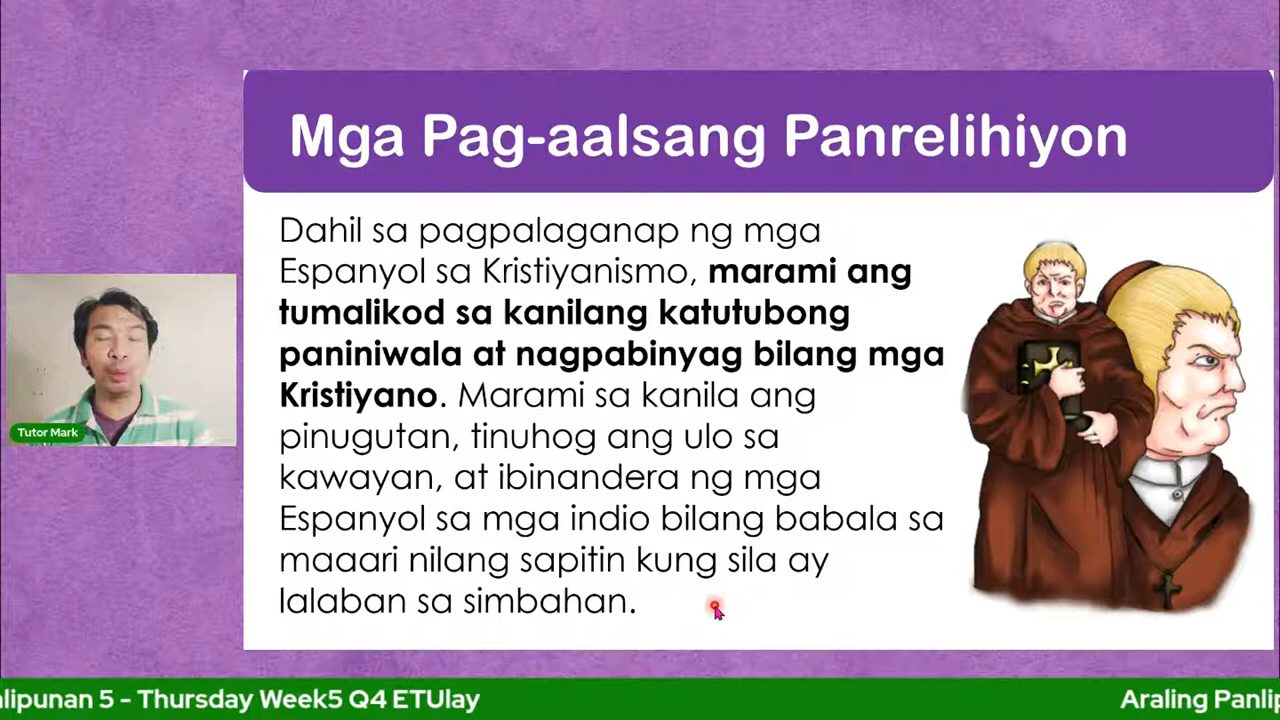 Mga Pag-aalsang Panrelihiyon
Dahil sa pagpalaganap ng mga
Espanyol sa Kristiyanismo, marami ang
tumalikod sa kanilang katutubong
paniniwala at nagpabinyag bilang mga
Kristiyano. Marami sa kanila ang
pinugutan, tinuhog ang ulo sa
kawayan, at ibinandera ng mga
Espanyol sa mga indio bilang babala sa
maaari nilang sapitin kung sila ay
lalaban sa simbahan.
Tutor Mark
lipunan 5 - Thursday Week5 Q4 ETUlay
Araling Panlip